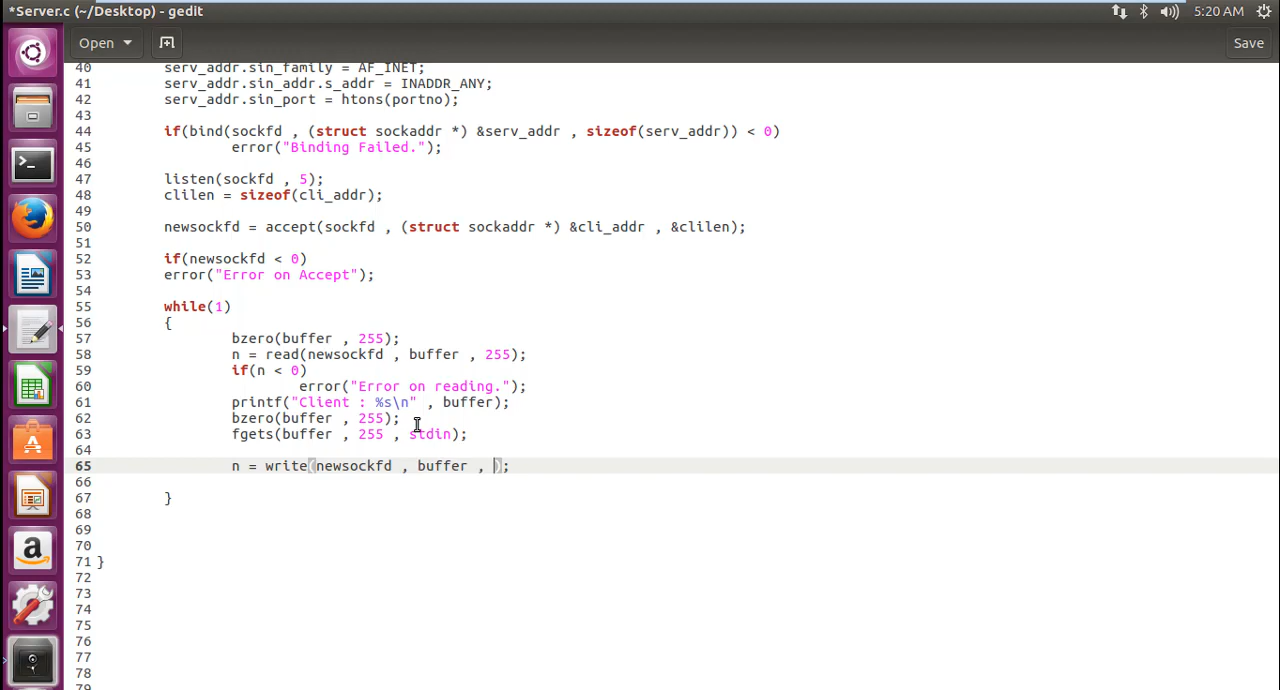 *Server.c (~/Desktop) - gedit
5:20 AM
Open
Save
40 serv_addr.sin_family = AF_INET;
41 serv_addr.sin_addr.s_addr = INADDR_ANY;
42 serv_addr.sin_port = htons(portno);
43
44 if(bind(sockfd , (struct sockaddr *) &serv_addr , sizeof(serv_addr)) < 0)
45 error("Binding Failed.");
46
47 listen(sockfd , 5);
48 clilen = sizeof(cli_addr);
49
50 newsockfd = accept(sockfd , (struct sockaddr *) &cli_addr , &clilen);
51
52 if(newsockfd < 0)
53 error("Error on Accept");
54
55 while(1)
56 {
57 bzero(buffer , 255);
58 n = read(newsockfd , buffer , 255);
59 if(n < 0)
60 error("Error on reading.");
61 printf("Client : %s\n" , buffer);
62 bzero(buffer , 255);
63 fgets(buffer , 255 , stdin);
64
65 n = write(newsockfd , buffer , );
66
67 }
68
69
70
71 }
72
73
74
75
76
77
78
79